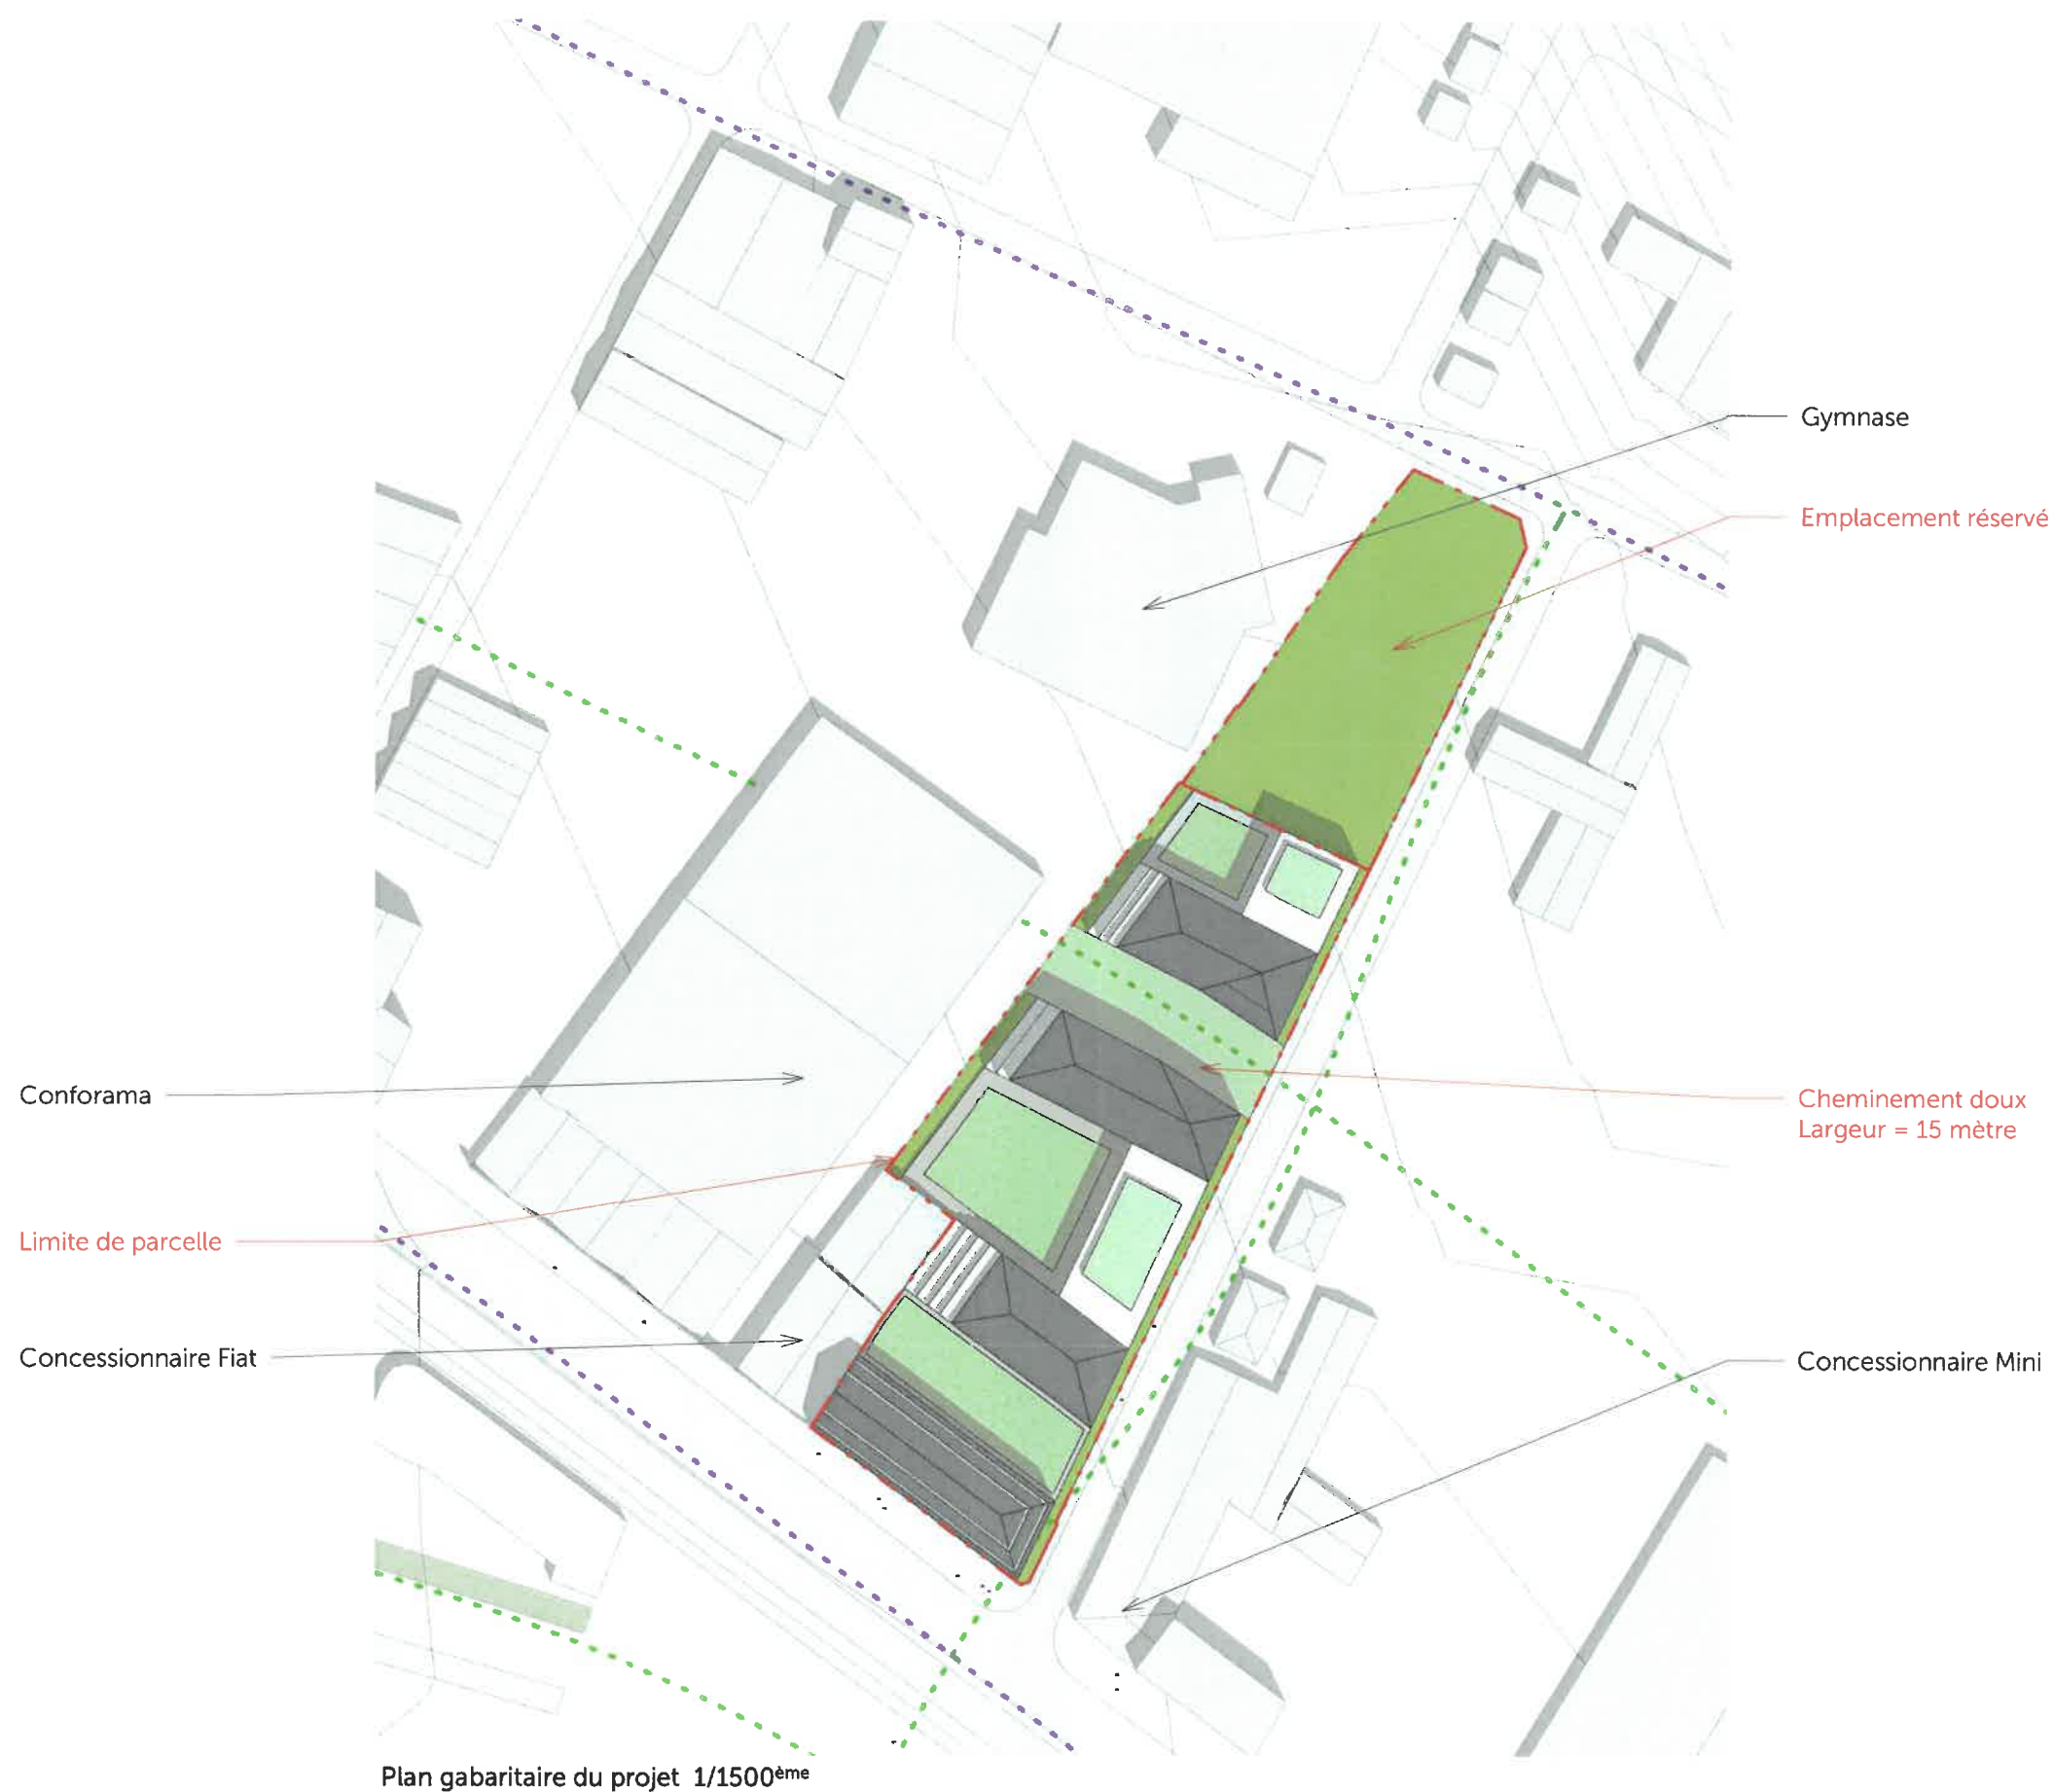 Gymnase
Emplacement réservé
Conforama
Cheminement doux
Largeur = 15 mètre
Limite de parcelle
Concessionnaire Fiat
Concessionnaire Mini
Plan gabaritaire du projet 1/1500ème